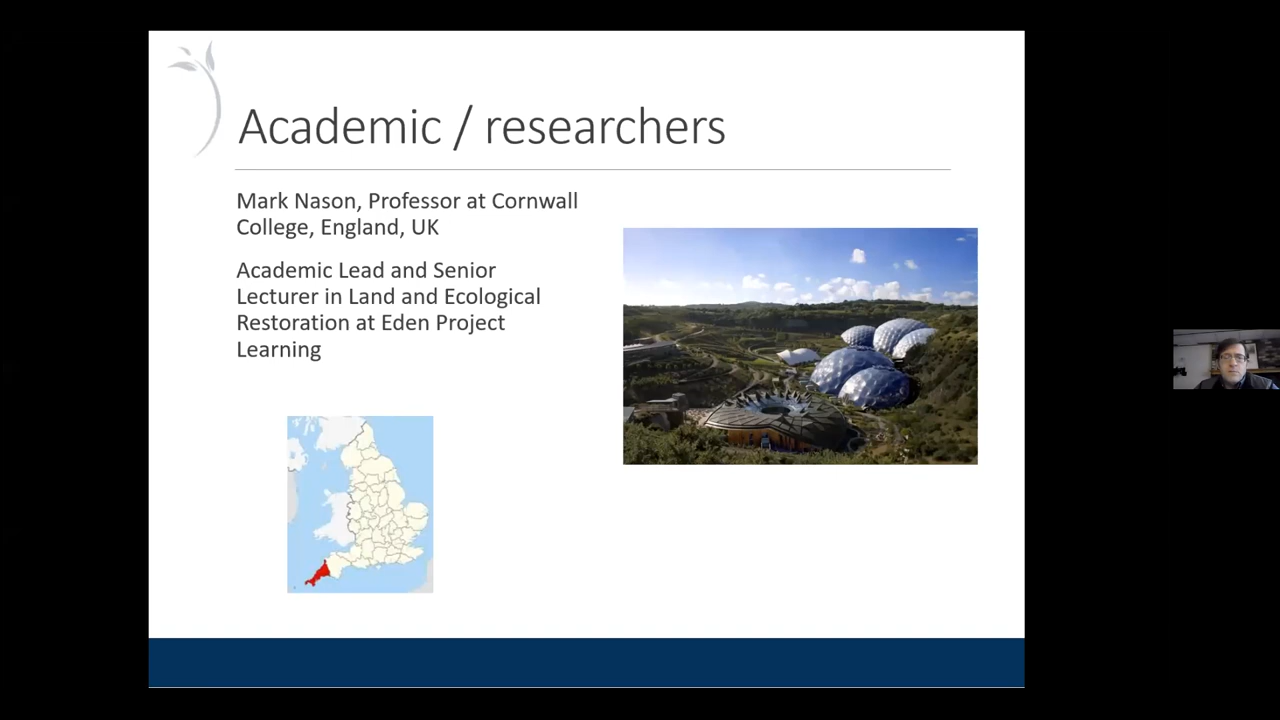 Academic / researchers
Mark Nason, Professor at Cornwall
College, England, UK
Academic Lead and Senior
Lecturer in Land and Ecological
Restoration at Eden Project
Learning